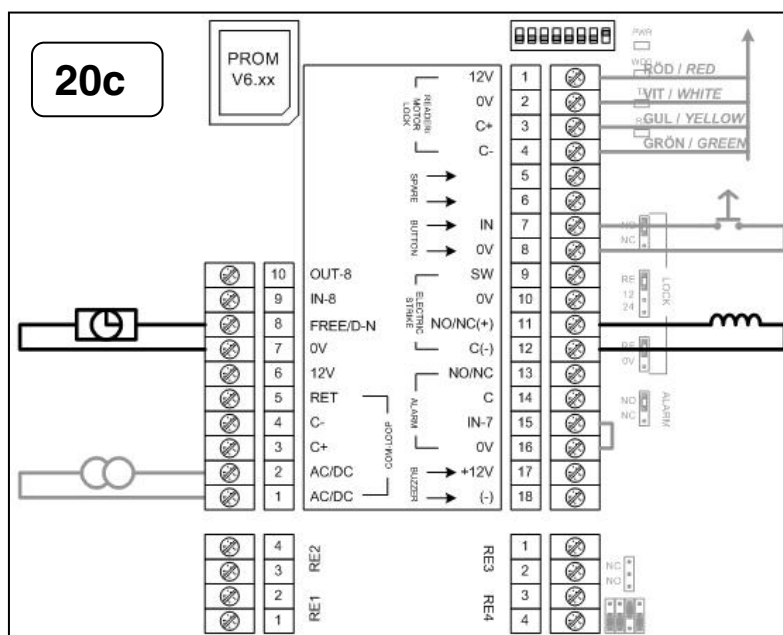 20c
PROM
V6.xx
READER/
MOTOR
LOCK
12V 1
0V 2
C+ 3
C- 4
SPARE 5
6
BUTTON
IN 7
0V 8
ELECTRIC
STRIKE
SW 9
0V 10
NO/NC(+) 11
C(-) 12
ALARM
NO/NC 13
C 14
IN-7 15
0V 16
BUZZER
+12V 17
(-) 18
PWR
RÖD / RED
VIT / WHITE
GUL / YELLOW
GRÖN / GREEN
NO
NC
RE
12
24
LOCK
RE
0V
NO
NC
ALARM
10 OUT-8
9 IN-8
8 FREE/D-N
7 0V
6 12V
5 RET
4 C-
3 C+
2 AC/DC
1 AC/DC
COM-LOOP
4
3
RE2
2
1
RE1
RE3
1
2
RE4
3
4
NC
NO